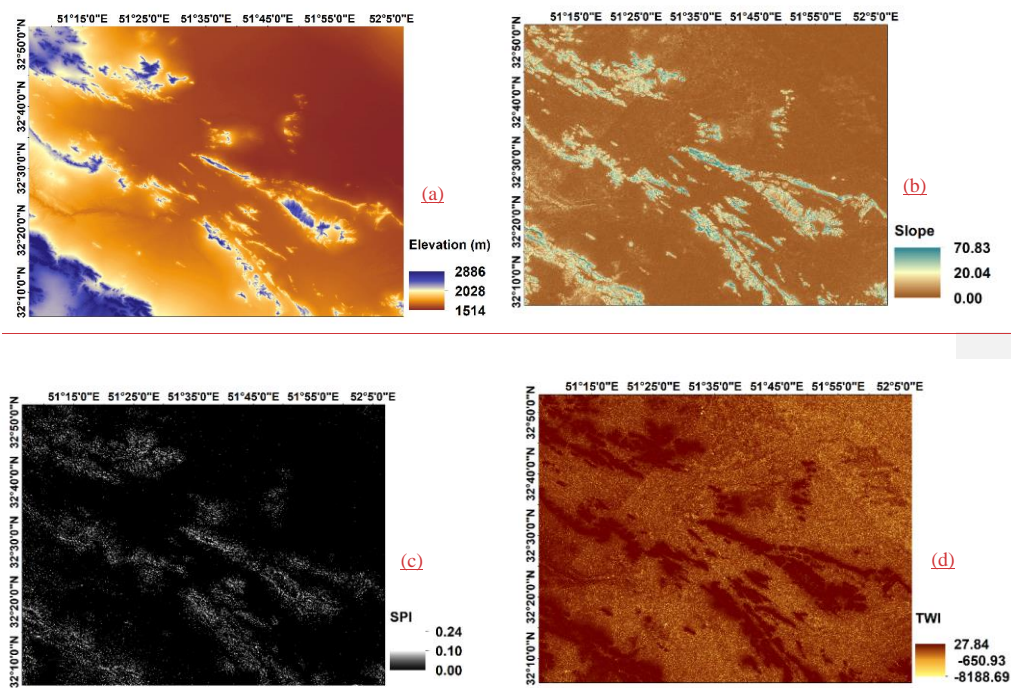 51°15'0"E 51°25'0"E 51°35'0"E 51°45'0"E 51°55'0"E 52°5'0"E
32°50'0"N
32°40'0"N
32°30'0"N
32°20'0"N
32°10'0"N
(a)
Elevation (m)
2886
2028
1514
51°15'0"E 51°25'0"E 51°35'0"E 51°45'0"E 51°55'0"E 52°5'0"E
32°50'0"N
32°40'0"N
32°30'0"N
32°20'0"N
32°10'0"N
(b)
Slope
70.83
20.04
0.00
51°15'0"E 51°25'0"E 51°35'0"E 51°45'0"E 51°55'0"E 52°5'0"E
32°50'0"N
32°40'0"N
32°30'0"N
32°20'0"N
32°10'0"N
(c)
SPI
0.24
0.10
0.00
51°15'0"E 51°25'0"E 51°35'0"E 51°45'0"E 51°55'0"E 52°5'0"E
32°50'0"N
32°40'0"N
32°30'0"N
32°20'0"N
32°10'0"N
(d)
TWI
27.84
-650.93
-8188.69